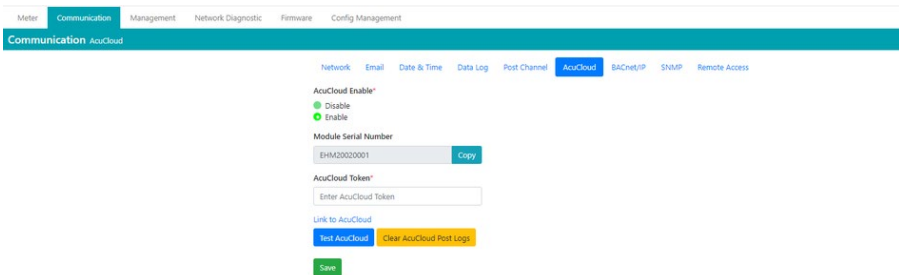 Meter Communication Management Network Diagnostic Firmware Config Management
Communication AcuCloud
Network Email Date & Time Data Log Post Channel AcuCloud BACnet/IP SNMP Remote Access
AcuCloud Enable*
Disable
Enable
Module Serial Number
EHM20020001 Copy
AcuCloud Token*
Enter AcuCloud Token
Link to AcuCloud
Test AcuCloud Clear AcuCloud Post Logs
Save